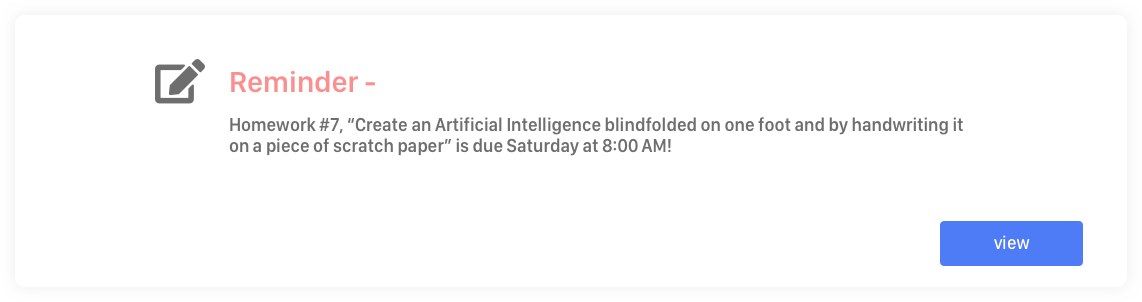 Reminder -
Homework #7, “Create an Artificial Intelligence blindfolded on one foot and by handwriting it
on a piece of scratch paper” is due Saturday at 8:00 AM!
view